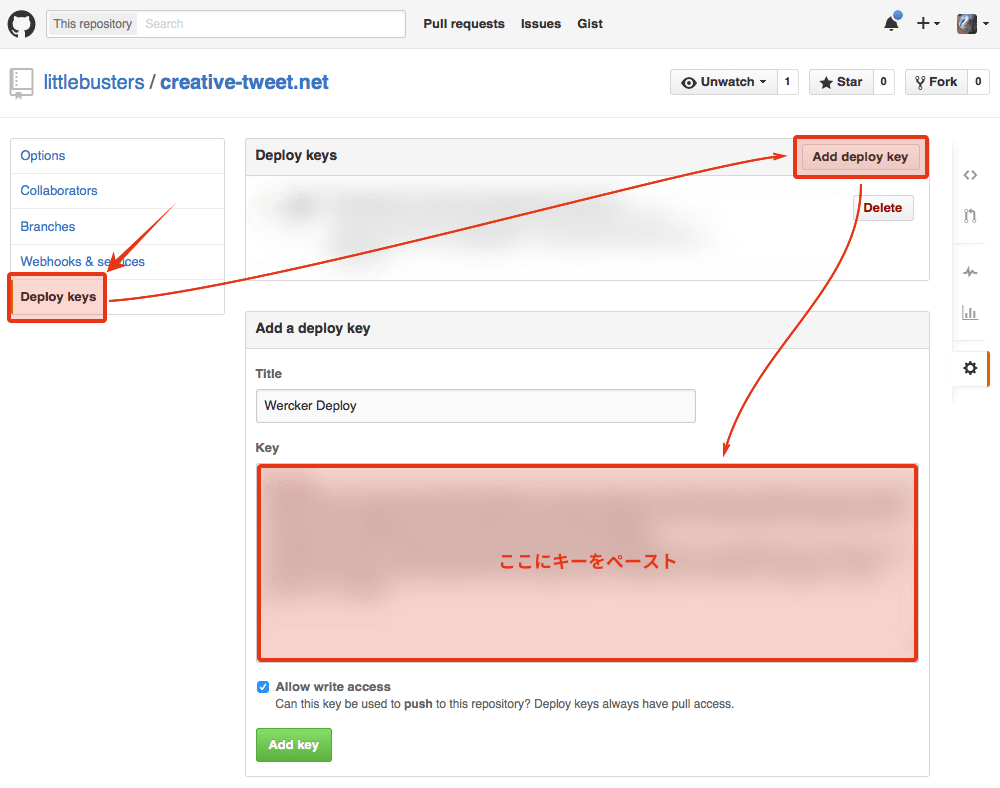 This repository Search Pull requests Issues Gist
littlebusters / creative-tweet.net Unwatch 1 Star 0 Fork 0
Options
Collaborators
Branches
Webhooks & services
Deploy keys
Deploy keys Add deploy key
Delete
Add a deploy key
Title
Wercker Deploy
Key
ここにキーをペースト
Allow write access
Can this key be used to push to this repository? Deploy keys always have pull access.
Add key